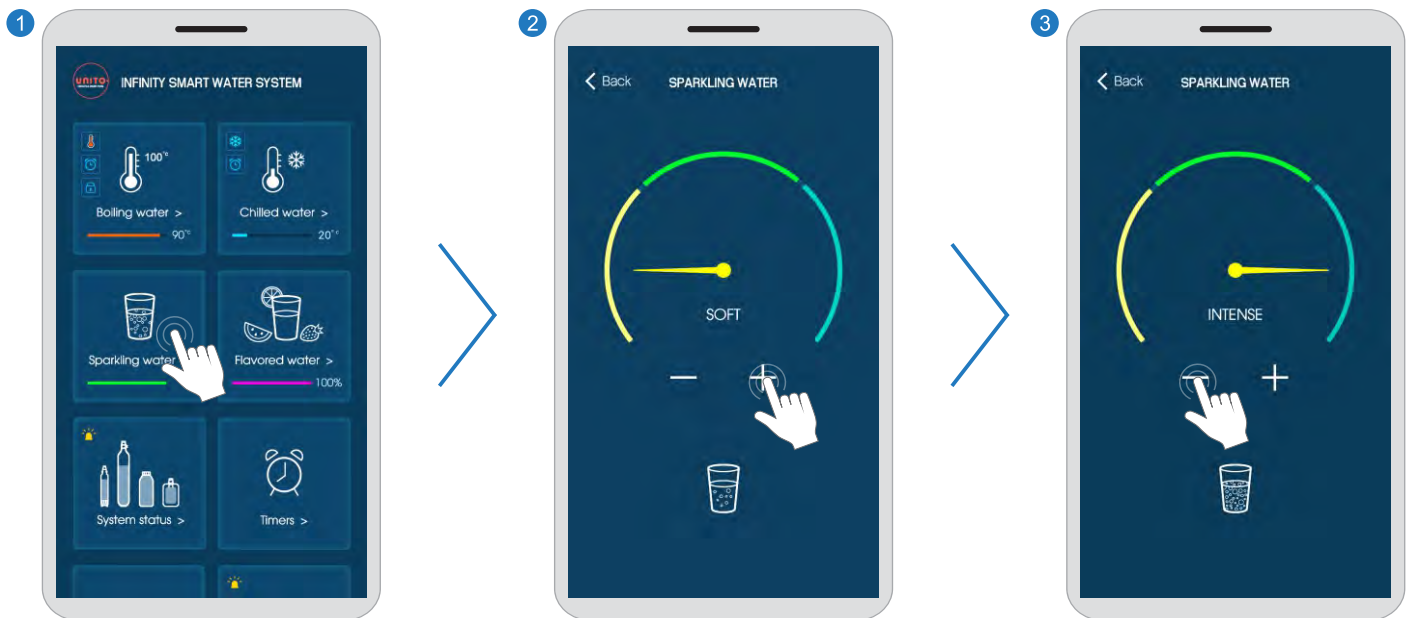 1
UNITO
INFINITY SMART WATER SYSTEM
100°c
Boiling water >
90°c
Chilled water >
20°c
Sparkling water
Flavored water >
100%
System status >
Timers >
2
Back
SPARKLING WATER
SOFT
− +
3
Back
SPARKLING WATER
INTENSE
− +